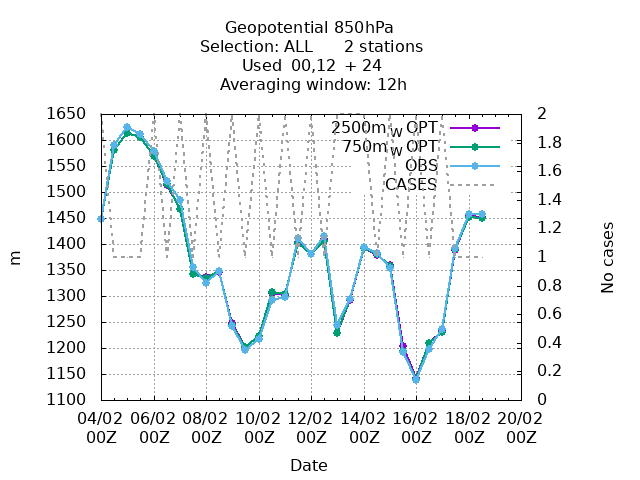 Geopotential 850hPa
Selection: ALL 2 stations
Used 00,12 + 24
Averaging window: 12h
1650
1600
1550
1500
1450
1400
1350
1300
1250
1200
1150
1100
m
2
1.8
1.6
1.4
1.2
1
0.8
0.6
0.4
0.2
0
No cases
2500m_W OPT
750m_W OPT
OBS
CASES
04/02 06/02 08/02 10/02 12/02 14/02 16/02 18/02 20/02
00Z 00Z 00Z 00Z 00Z 00Z 00Z 00Z 00Z
Date